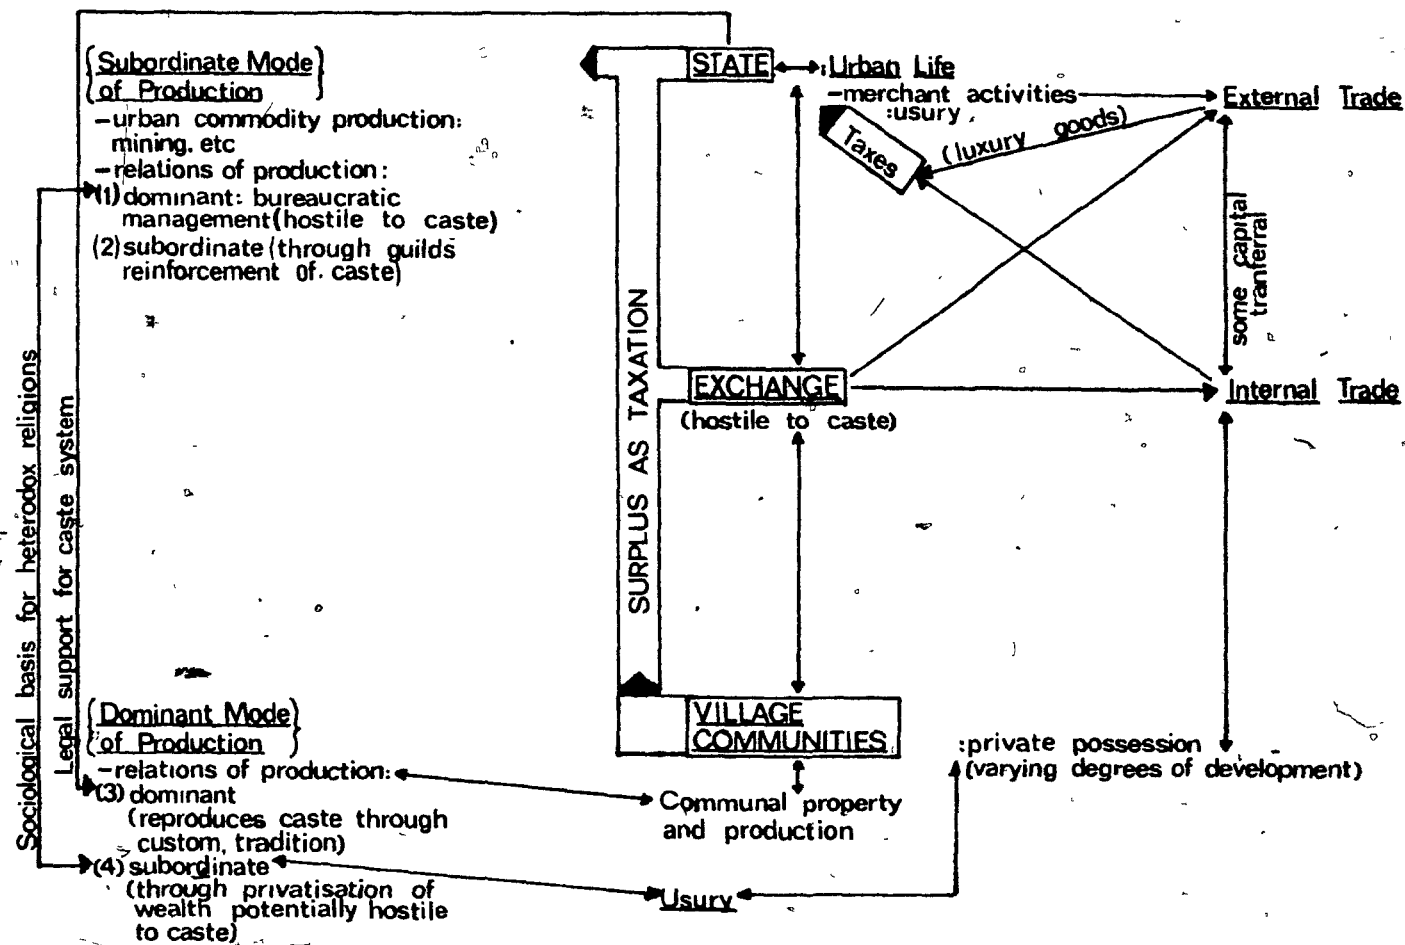 Subordinate Mode
of Production
-urban commodity production:
mining. etc
-relations of production:
(1) dominant: bureaucratic
management (hostile to caste)
(2) subordinate (through guilds
reinforcement of. caste)
Sociological basis for heterodox religions
Legal support for caste system
Dominant Mode
of Production
-relations of production:
(3) dominant
(reproduces caste through
custom, tradition)
(4) subordinate
(through privatisation of
wealth potentially hostile
to caste)
SURPLUS AS TAXATION
STATE
EXCHANGE
(hostile to caste)
VILLAGE
COMMUNITIES
Communal property
and production
Usury
:Urban Life
-merchant activities
:usury
Taxes
(luxury goods)
External Trade
some capital
tranferral
Internal Trade
:private possession
(varying degrees of development)